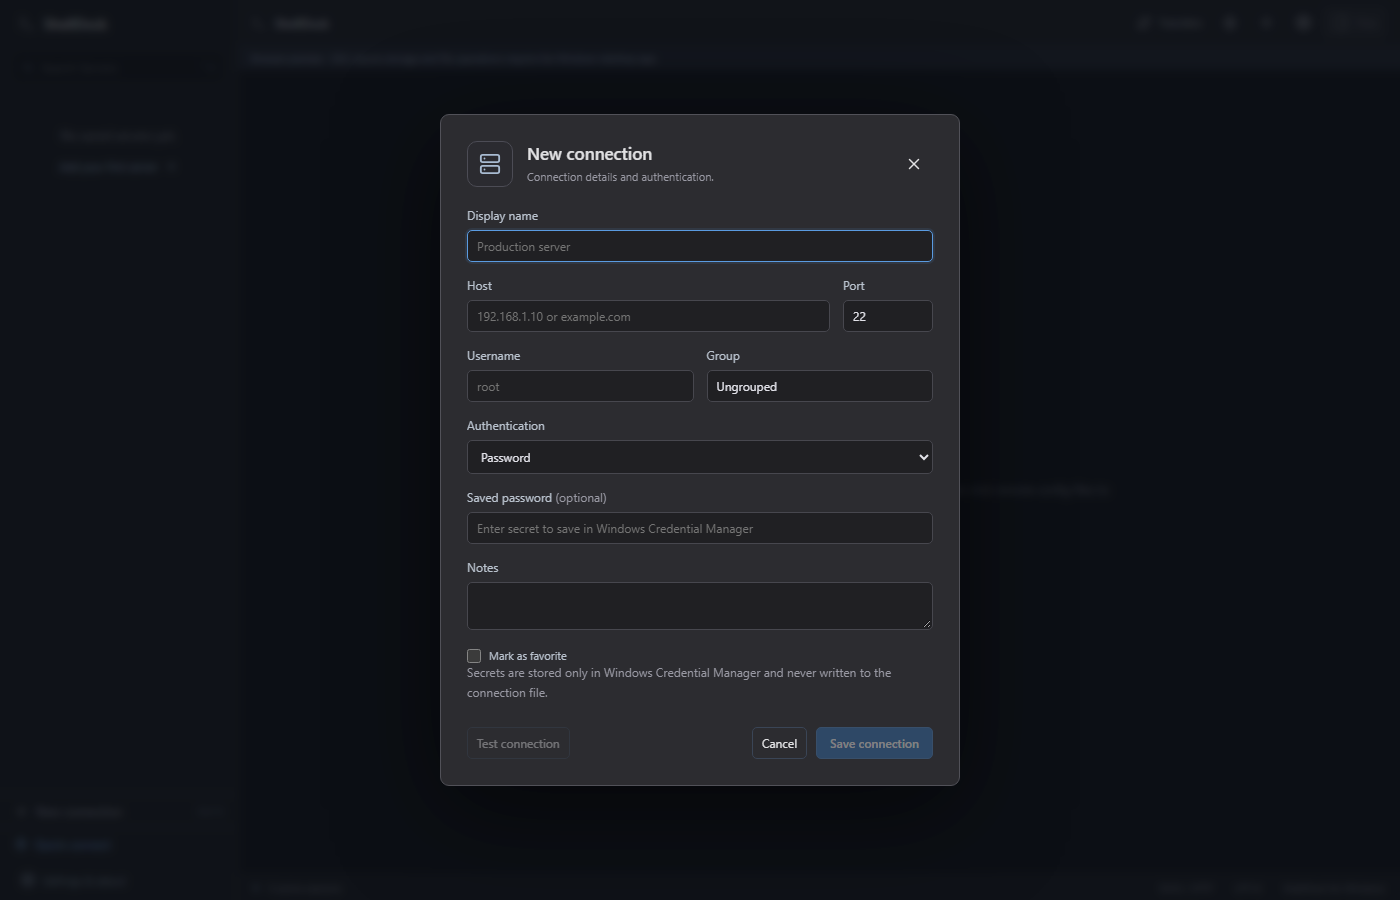 New connection
Connection details and authentication.
Display name
Production server
Host
Port
192.168.1.10 or example.com
22
Username
Group
root
Ungrouped
Authentication
Password
Saved password (optional)
Enter secret to save in Windows Credential Manager
Notes
Mark as favorite
Secrets are stored only in Windows Credential Manager and never written to the
connection file.
Test connection
Cancel
Save connection